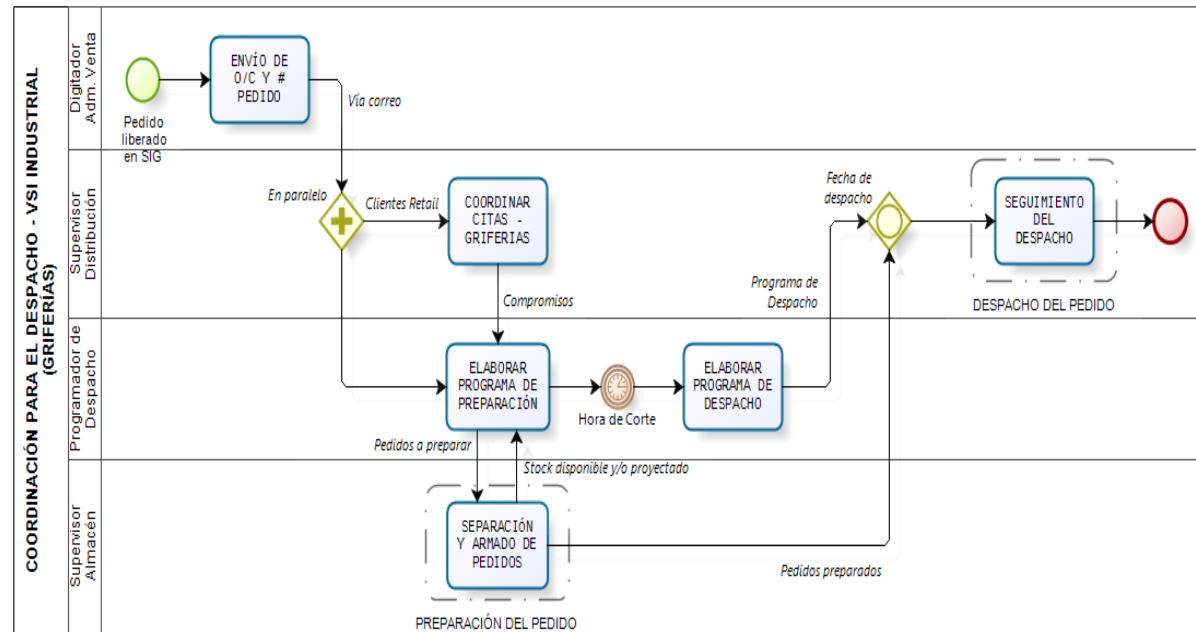 COORDINACIÓN PARA EL DESPACHO - VSI INDUSTRIAL
(GRIFERÍAS)
Digitador
Adm. Venta
Pedido
liberado
en SIG
ENVÍO DE
O/C Y #
PEDIDO
Vía correo
Supervisor
Distribución
En paralelo
Clientes Retail
COORDINAR
CITAS -
GRIFERIAS
Compromisos
Fecha de
despacho
SEGUIMIENTO
DEL
DESPACHO
DESPACHO DEL PEDIDO
Programa de
Despacho
Programador de
Despacho
ELABORAR
PROGRAMA DE
PREPARACIÓN
Hora de Corte
ELABORAR
PROGRAMA DE
DESPACHO
Pedidos a preparar
Stock disponible y/o proyectado
Supervisor
Almacén
SEPARACIÓN
Y ARMADO DE
PEDIDOS
Pedidos preparados
PREPARACIÓN DEL PEDIDO